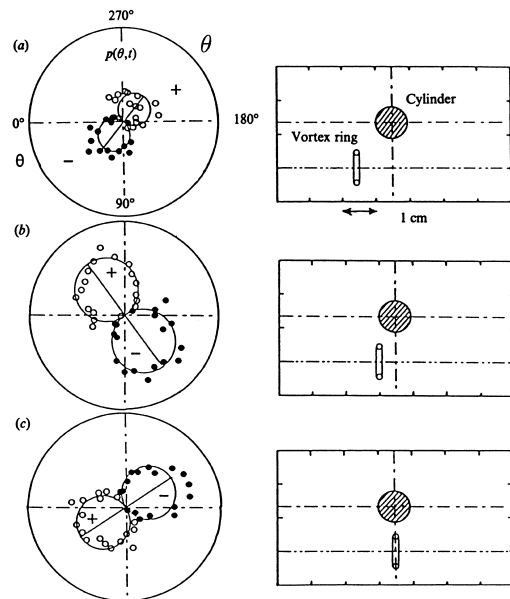 270°
(a)
p(θ,t)
θ
+
0°
180°
θ
−
90°
Cylinder
Vortex ring
1 cm
(b)
+
−
(c)
−
+